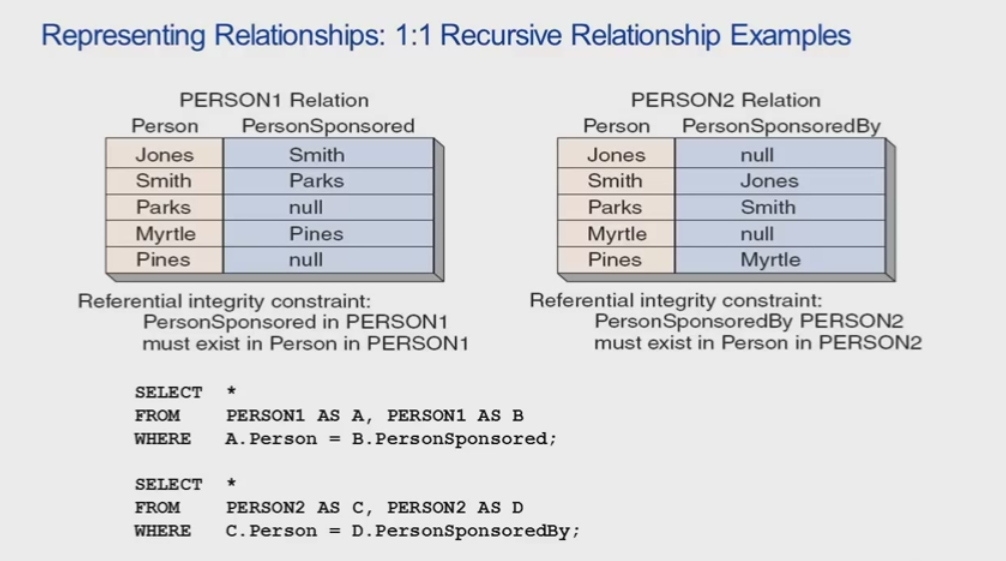 Representing Relationships: 1:1 Recursive Relationship Examples
PERSON1 Relation
Person PersonSponsored
Jones Smith
Smith Parks
Parks null
Myrtle Pines
Pines null
Referential integrity constraint:
PersonSponsored in PERSON1
must exist in Person in PERSON1
PERSON2 Relation
Person PersonSponsoredBy
Jones null
Smith Jones
Parks Smith
Myrtle null
Pines Myrtle
Referential integrity constraint:
PersonSponsoredBy PERSON2
must exist in Person in PERSON2
SELECT *
FROM PERSON1 AS A, PERSON1 AS B
WHERE A.Person = B.PersonSponsored;
SELECT *
FROM PERSON2 AS C, PERSON2 AS D
WHERE C.Person = D.PersonSponsoredBy;